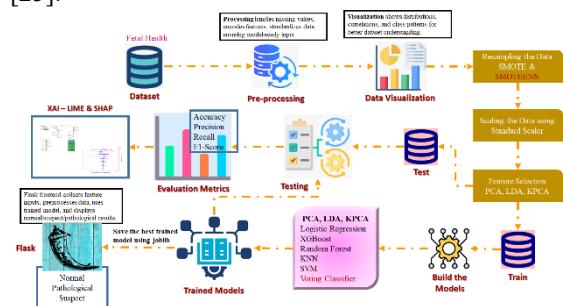 [29].
Processing handles missing values,
encodes features, standardizes data,
ensuring model-ready input.
Visualization shows distributions,
correlations, and class patterns for
better dataset understanding.
Fetal Health
Dataset
Pre-processing
Data Visualization
Resampling the Data
SMOTE &
SMOTEENN
XAI – LIME & SHAP
Accuracy
Precision
Recall
F1-Score
Evaluation Metrics
Testing
Test
Scaling the Data using
Standard Scaler
Feature Selection
PCA, LDA, KPCA
Flask frontend collects feature
inputs, preprocesses data, uses
trained model, and displays
normal/suspect/pathological results.
Flask
Save the best trained
model using joblib
Normal
Pathological
Suspect
Trained Models
PCA, LDA, KPCA
Logistic Regression
XGBoost
Random Forest
KNN
SVM
Voting Classifier
Build the
Models
Train